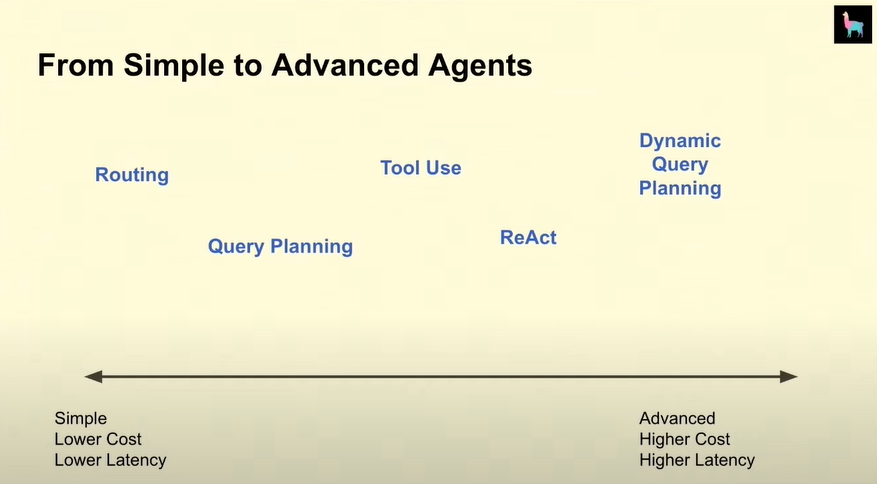 From Simple to Advanced Agents
Routing
Query Planning
Tool Use
ReAct
Dynamic
Query
Planning
Simple
Lower Cost
Lower Latency
Advanced
Higher Cost
Higher Latency